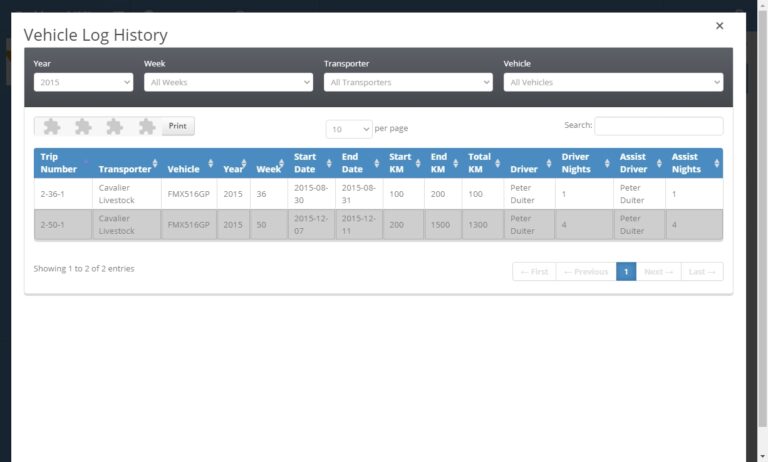 Vehicle Log History
×
Year Week Transporter Vehicle
2015 All Weeks All Transporters All Vehicles
Print 10 per page Search:
Trip Number Transporter Vehicle Year Week Start Date End Date Start KM End KM Total KM Driver Driver Nights Assist Driver Assist Nights
2-36-1 Cavalier Livestock FMX516GP 2015 36 2015-08-30 2015-08-31 100 200 100 Peter Duiter 1 Peter Duiter 1
2-50-1 Cavalier Livestock FMX516GP 2015 50 2015-12-07 2015-12-11 200 1500 1300 Peter Duiter 4 Peter Duiter 4
Showing 1 to 2 of 2 entries
← First ← Previous 1 Next → Last →